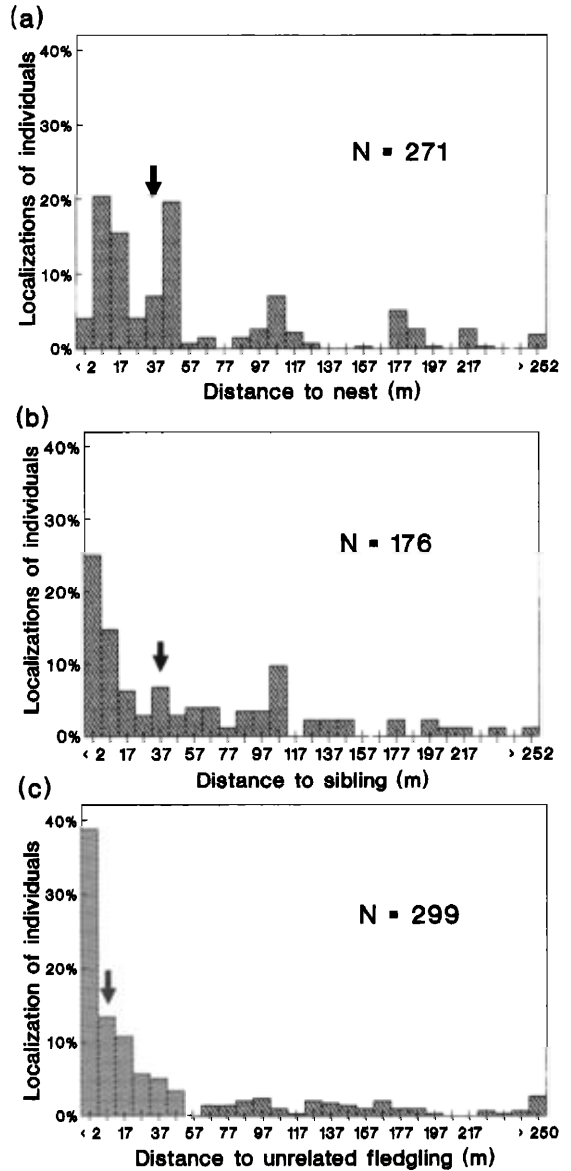 (a)
40%
30%
20%
10%
0%
Localizations of individuals
N = 271
< 2 17 37 57 77 97 117 137 157 177 197 217 > 252
Distance to nest (m)
(b)
40%
30%
20%
10%
0%
Localizations of individuals
N = 176
< 2 17 37 57 77 97 117 137 157 177 197 217 > 252
Distance to sibling (m)
(c)
40%
30%
20%
10%
0%
Localization of individuals
N = 299
< 2 17 37 57 77 97 117 137 157 177 197 217 > 250
Distance to unrelated fledgling (m)